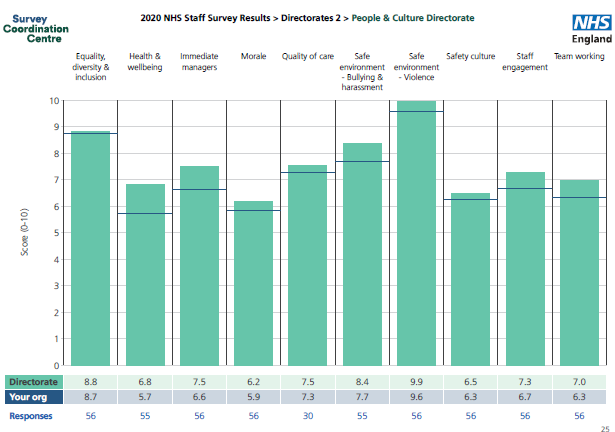 Survey
Coordination
Centre
2020 NHS Staff Survey Results > Directorates 2 > People & Culture Directorate
NHS
England
Equality,
diversity &
inclusion
Health &
wellbeing
Immediate
managers
Morale
Quality of care
Safe
environment
- Bullying &
harassment
Safe
environment
- Violence
Safety culture
Staff
engagement
Team working
Score (0-10)
10
9
8
7
6
5
4
3
2
1
0
Directorate 8.8 6.8 7.5 6.2 7.5 8.4 9.9 6.5 7.3 7.0
Your org 8.7 5.7 6.6 5.9 7.3 7.7 9.6 6.3 6.7 6.3
Responses 56 55 56 56 30 55 56 56 56 56
25